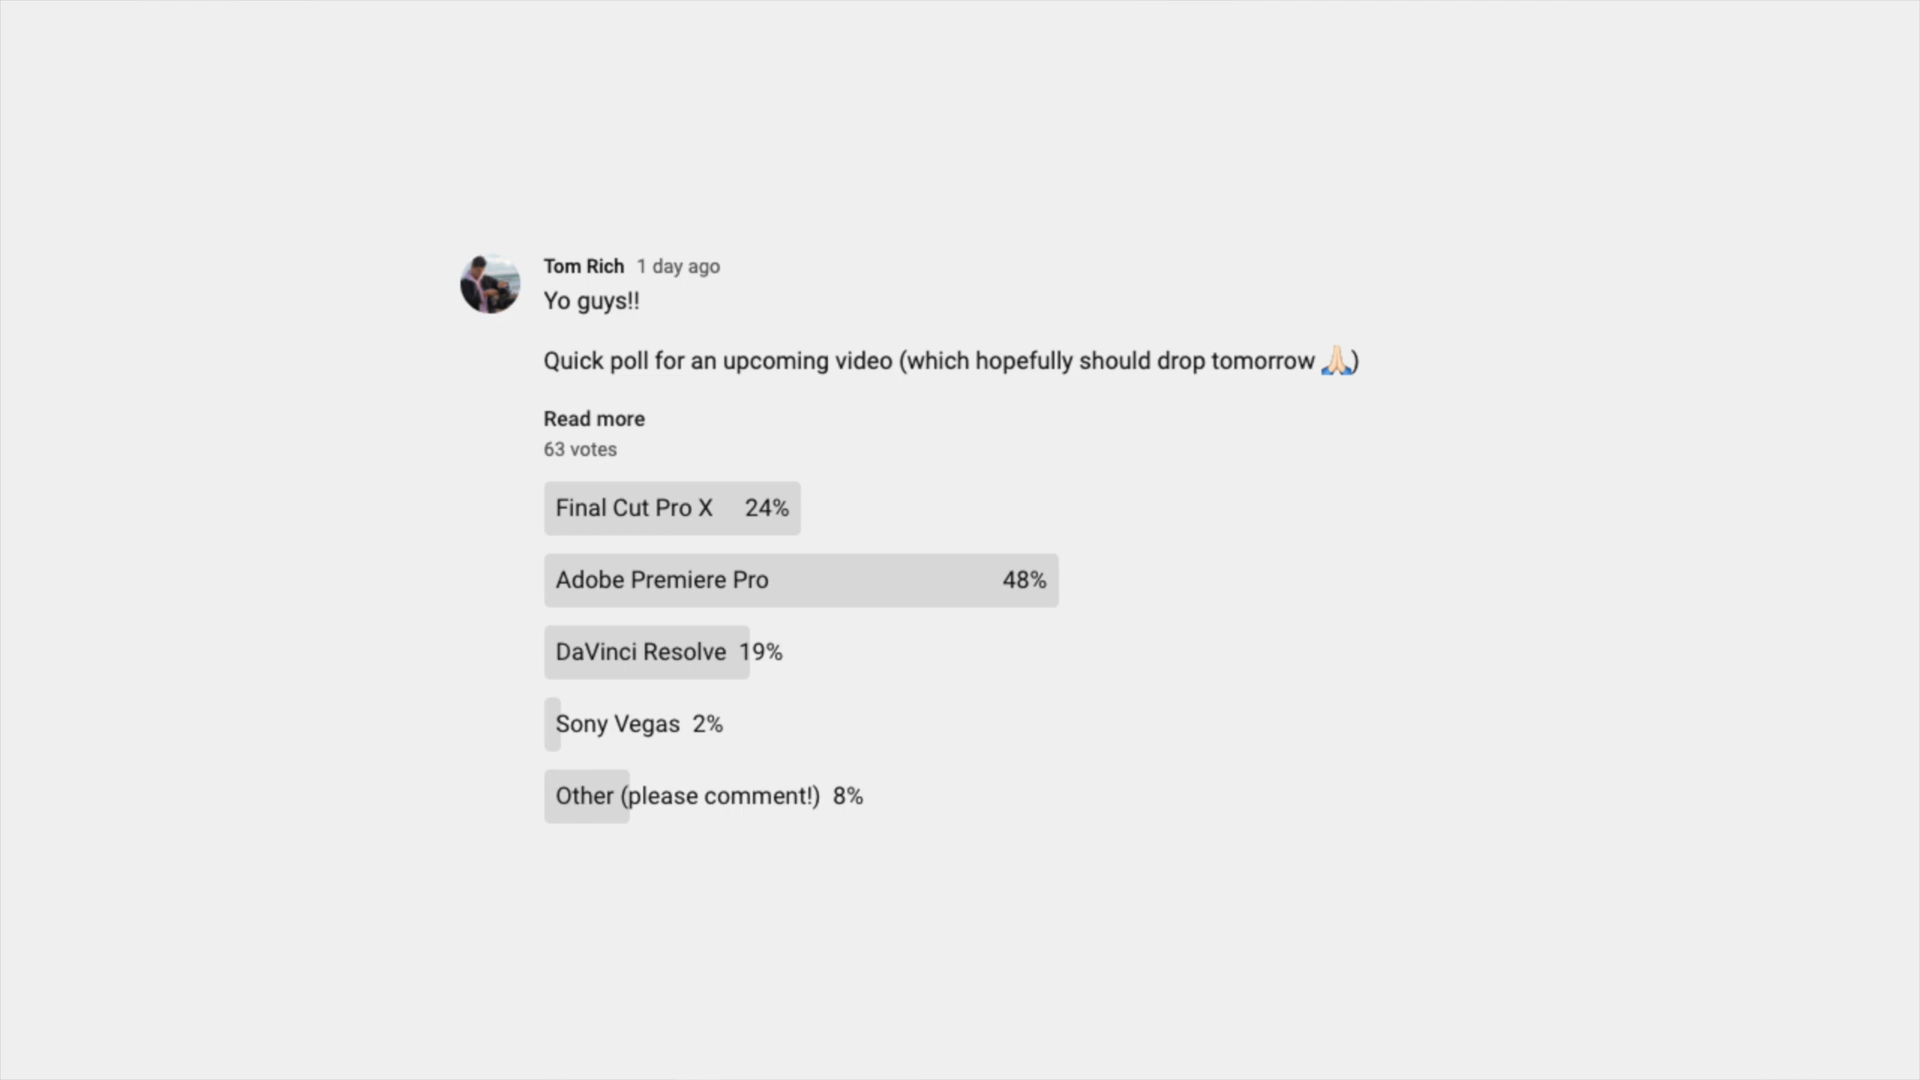 Tom Rich 1 day ago
Yo guys!!
Quick poll for an upcoming video (which hopefully should drop tomorrow 🙏🏻)
Read more
63 votes
Final Cut Pro X 24%
Adobe Premiere Pro 48%
DaVinci Resolve 19%
Sony Vegas 2%
Other (please comment!) 8%